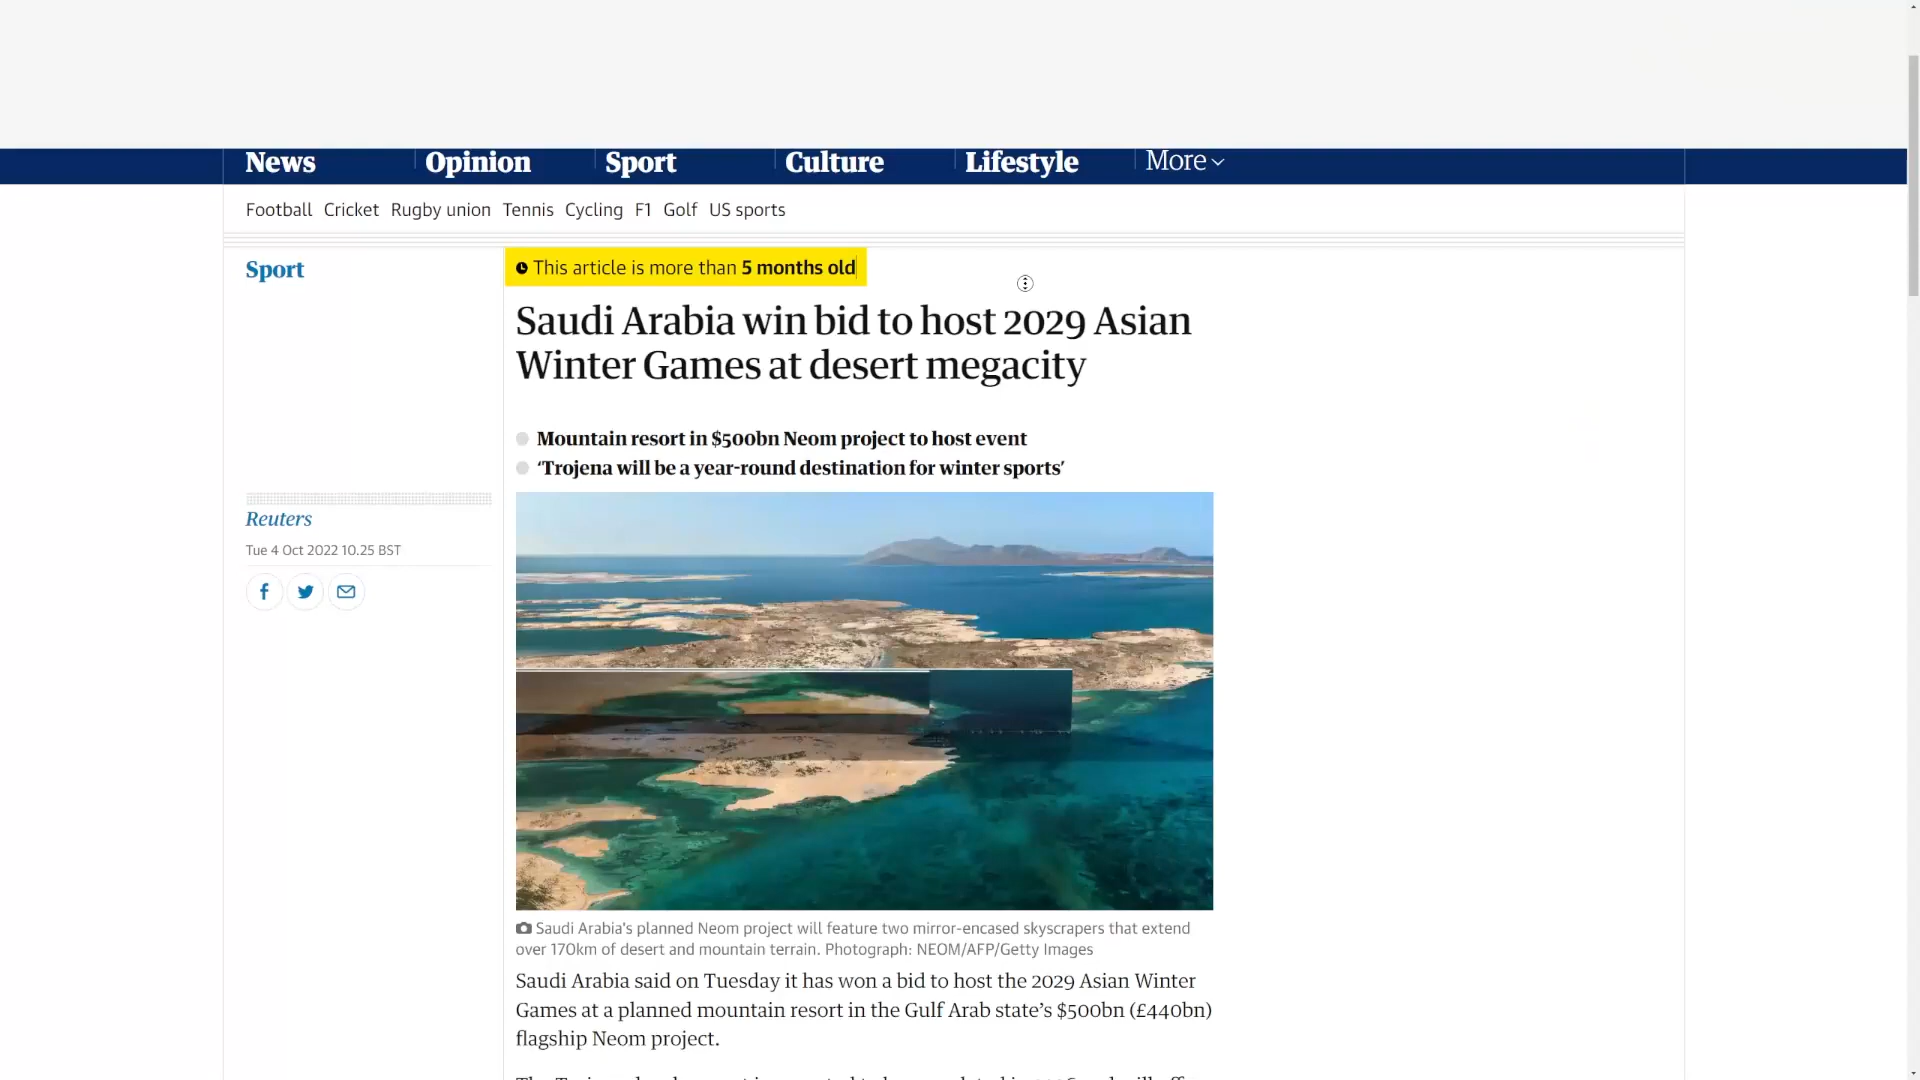 News Opinion Sport Culture Lifestyle More
Football Cricket Rugby union Tennis Cycling F1 Golf US sports
Sport
This article is more than 5 months old
Saudi Arabia win bid to host 2029 Asian
Winter Games at desert megacity
Mountain resort in $500bn Neom project to host event
‘Trojena will be a year-round destination for winter sports’
Reuters
Tue 4 Oct 2022 10.25 BST
Saudi Arabia's planned Neom project will feature two mirror-encased skyscrapers that extend
over 170km of desert and mountain terrain. Photograph: NEOM/AFP/Getty Images
Saudi Arabia said on Tuesday it has won a bid to host the 2029 Asian Winter
Games at a planned mountain resort in the Gulf Arab state’s $500bn (£440bn)
flagship Neom project.